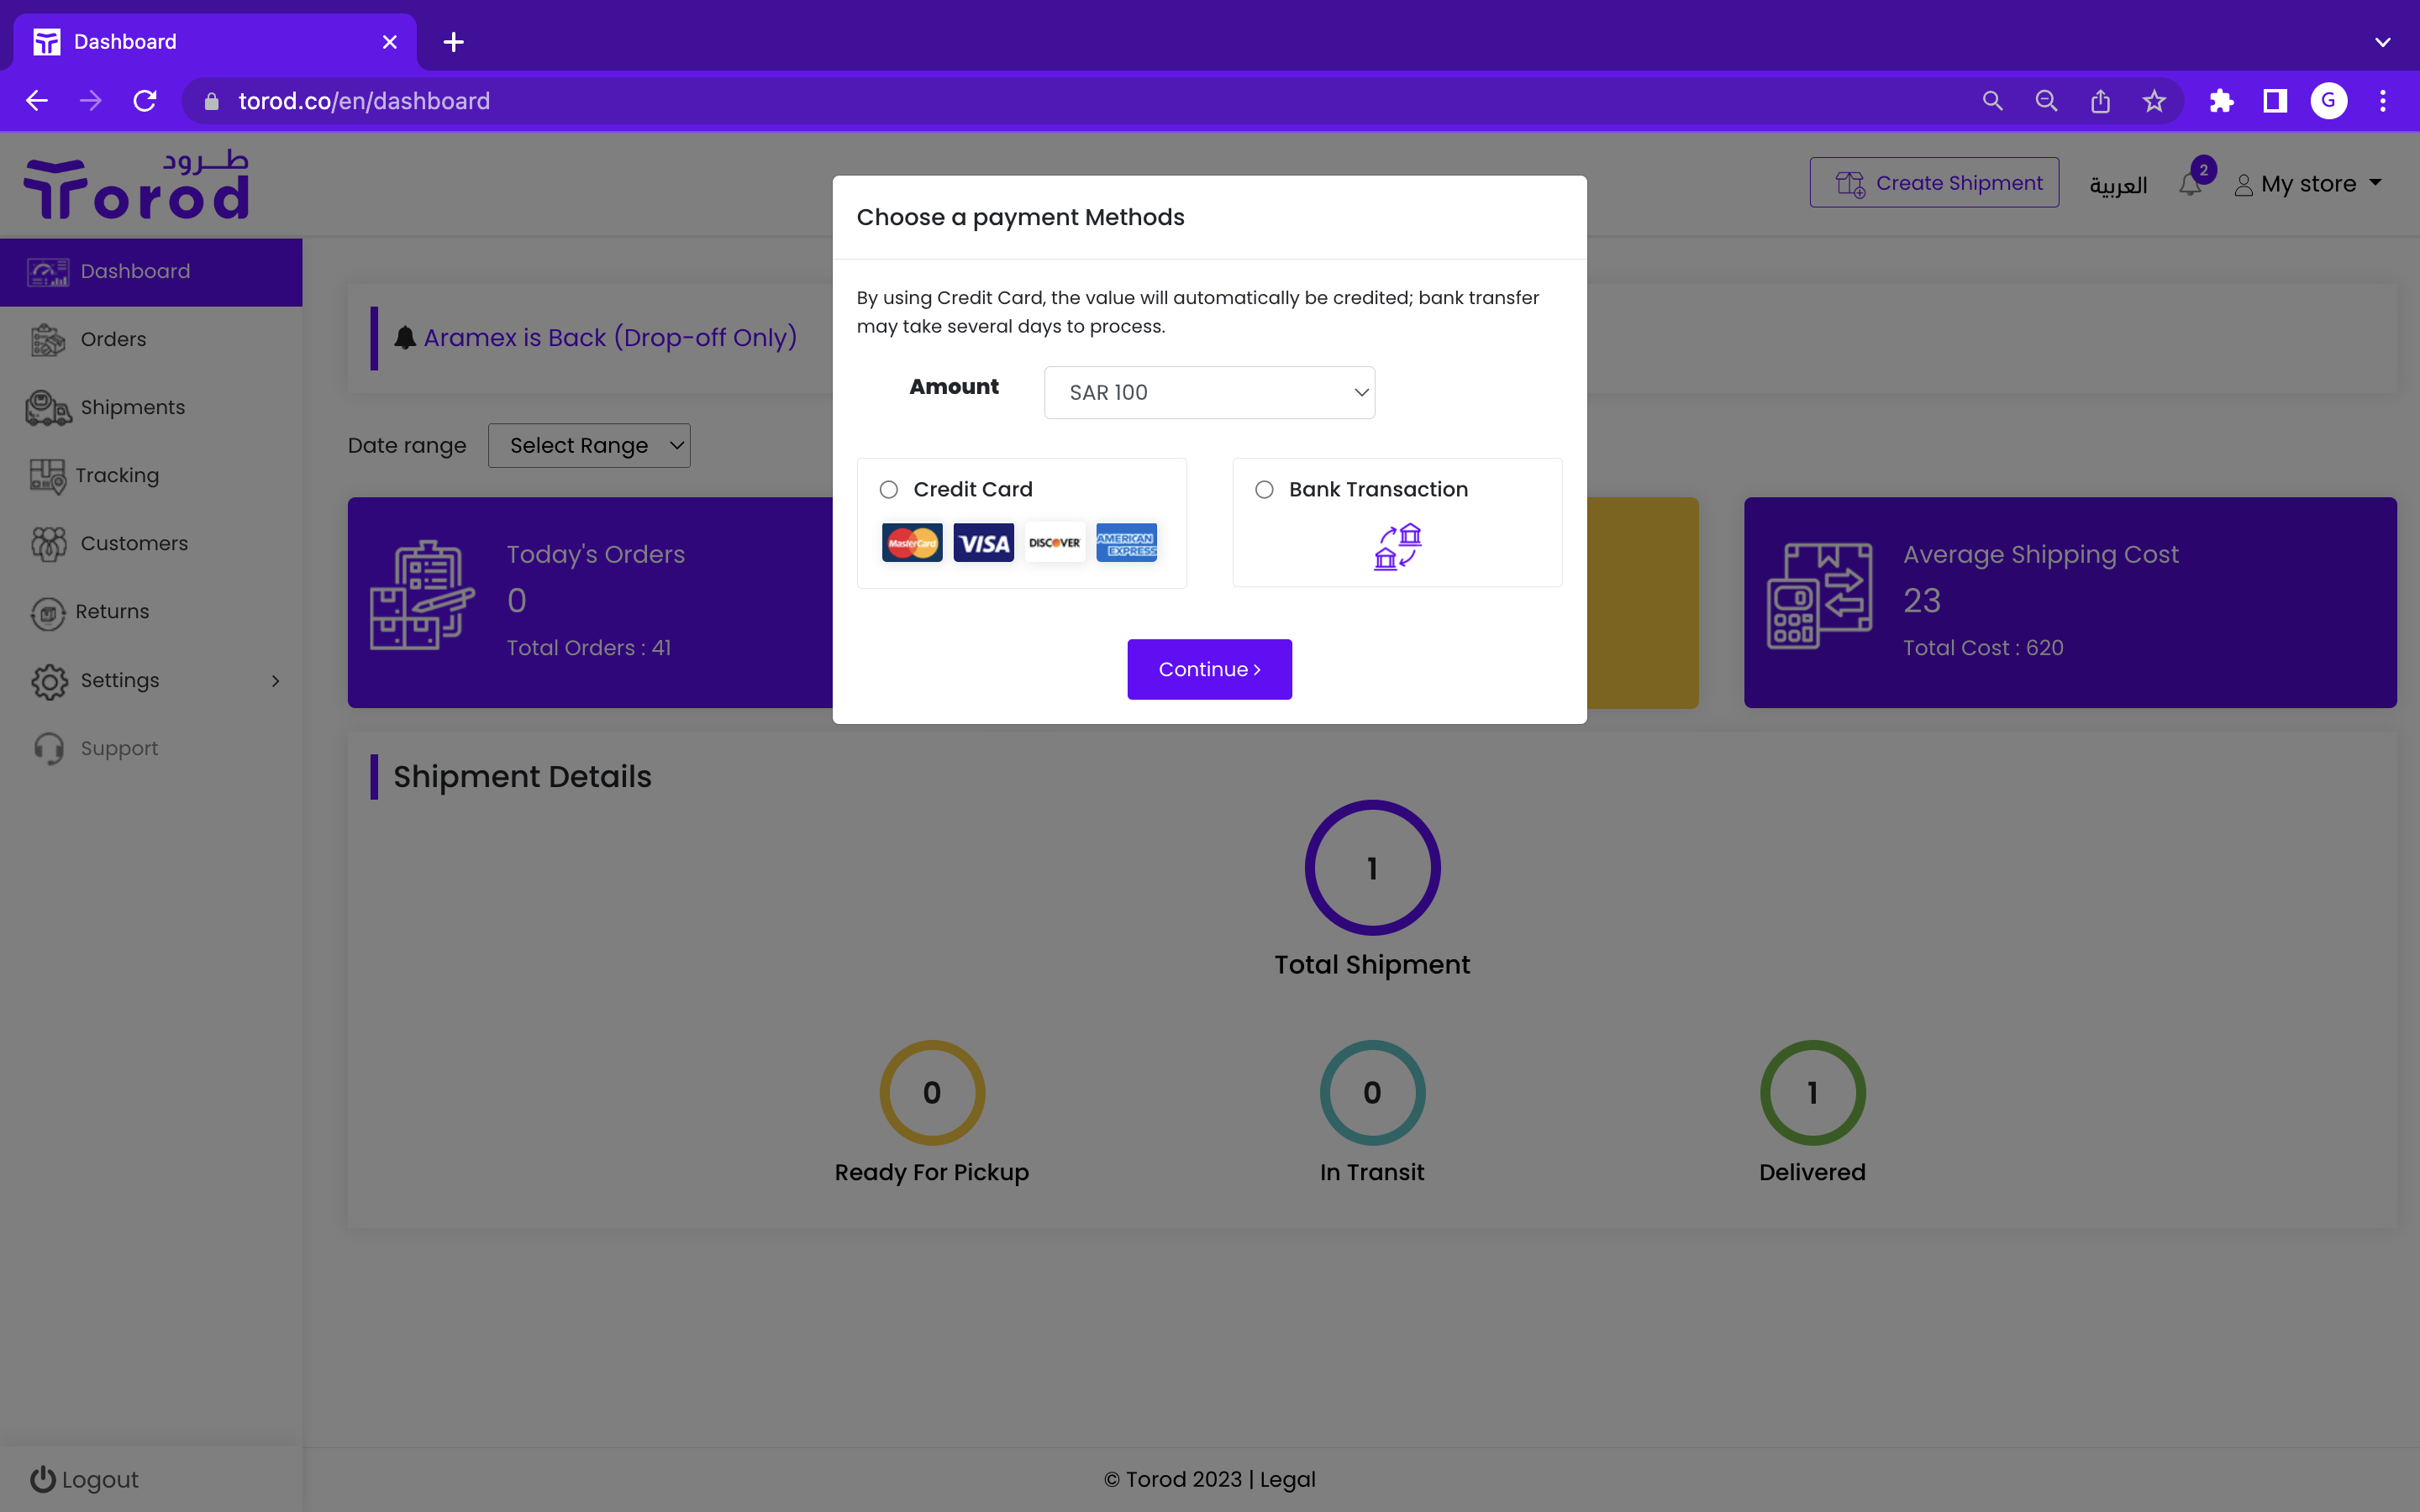 Dashboard
torod.co/en/dashboard
G
طـرود
Torod
Create Shipment
العربية
2
My store
Dashboard
Orders
Shipments
Tracking
Customers
Returns
Settings
Support
Logout
Aramex is Back (Drop-off Only)
Date range
Select Range
Today's Orders
0
Total Orders : 41
Average Shipping Cost
23
Total Cost : 620
Choose a payment Methods
By using Credit Card, the value will automatically be credited; bank transfer
may take several days to process.
Amount
SAR 100
Credit Card
MasterCard
VISA
DISCOVER
AMERICAN
EXPRESS
Bank Transaction
Continue
Shipment Details
1
Total Shipment
0
Ready For Pickup
0
In Transit
1
Delivered
© Torod 2023 | Legal